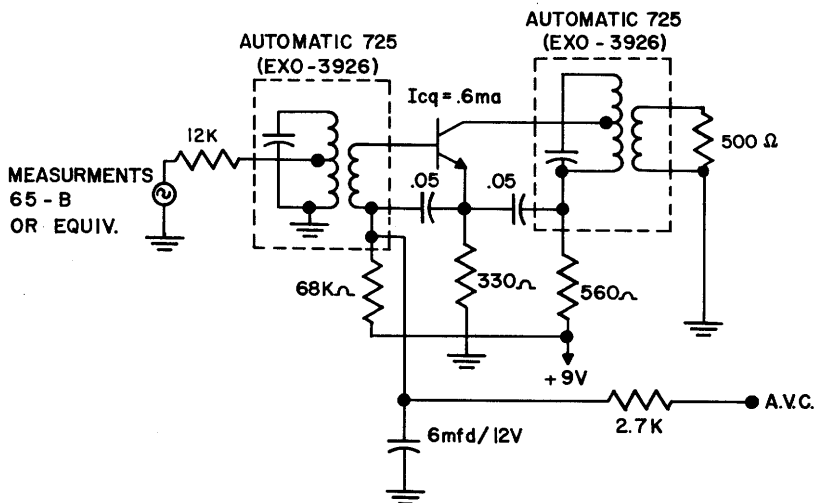 AUTOMATIC 725
(EXO-3926)
AUTOMATIC 725
(EXO-3926)
Icq=.6ma
12K
500 Ω
MEASURMENTS
65-B
OR EQUIV.
.05
.05
68KΩ
330Ω
560Ω
+9V
A.V.C.
2.7K
6mfd/12V